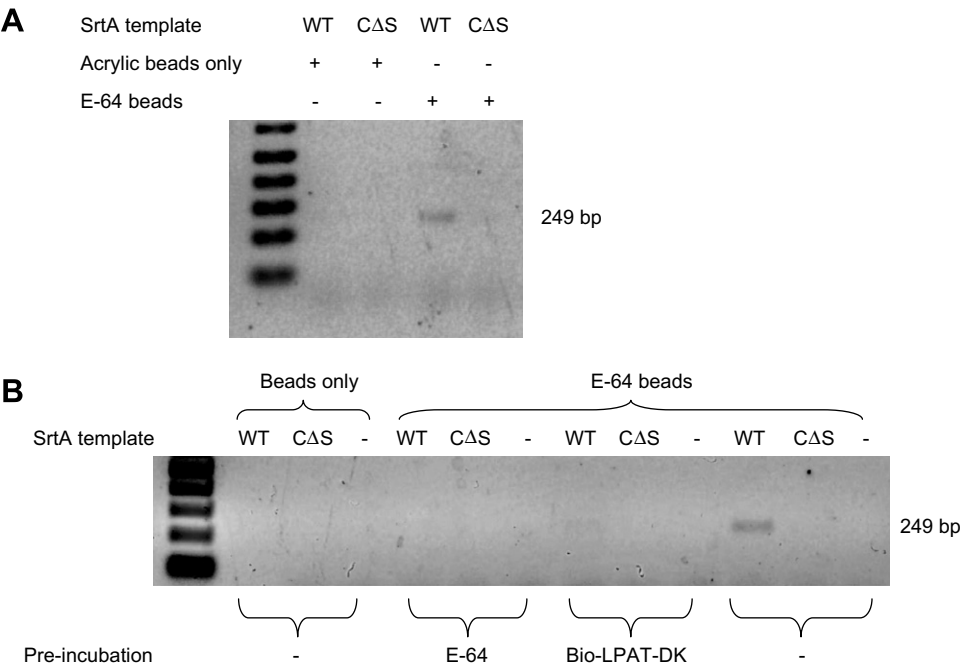 A
SrtA template WT CΔS WT CΔS
Acrylic beads only + + - -
E-64 beads - - + +
249 bp
B
Beads only E-64 beads
SrtA template WT CΔS - WT CΔS - WT CΔS - WT CΔS -
249 bp
Pre-incubation - E-64 Bio-LPAT-DK -